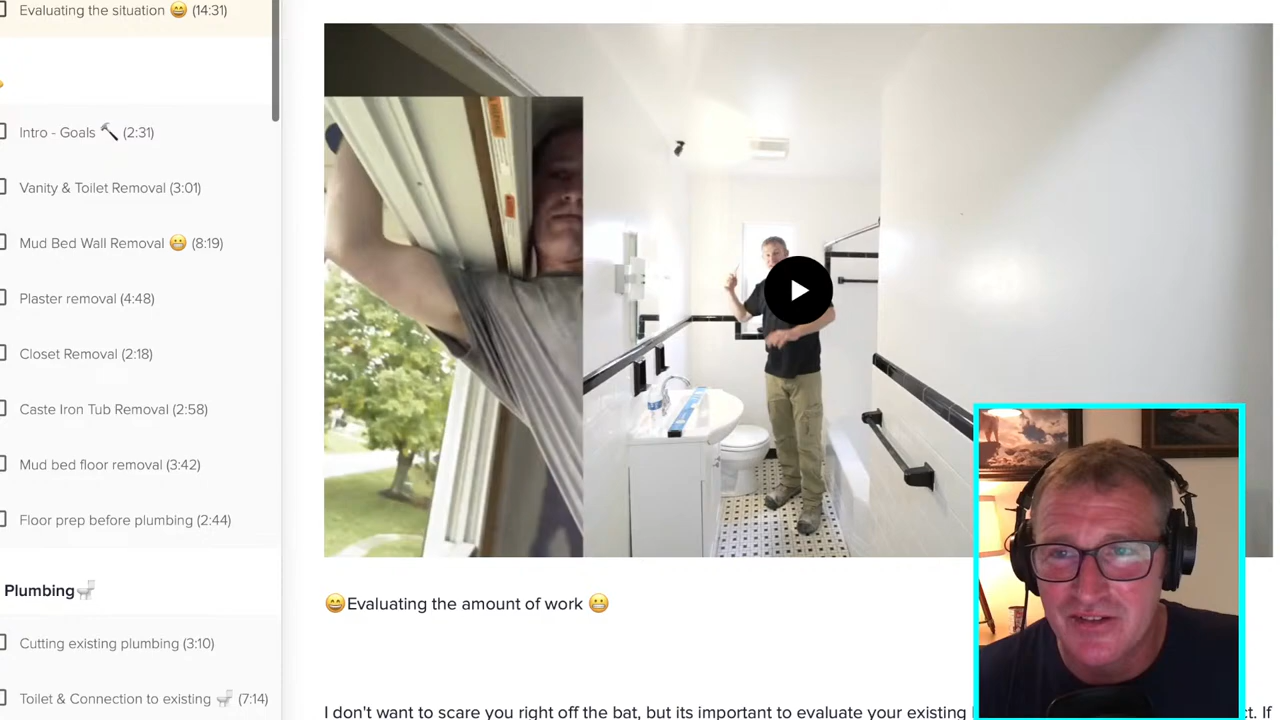 Evaluating the situation 😄 (14:31)
Intro - Goals 🔨 (2:31)
Vanity & Toilet Removal (3:01)
Mud Bed Wall Removal 😬 (8:19)
Plaster removal (4:48)
Closet Removal (2:18)
Caste Iron Tub Removal (2:58)
Mud bed floor removal (3:42)
Floor prep before plumbing (2:44)
Plumbing🚽
Cutting existing plumbing (3:10)
Toilet & Connection to existing 🚽 (7:14)
😄Evaluating the amount of work 😬
I don't want to scare you right off the bat, but its important to evaluate your existing If